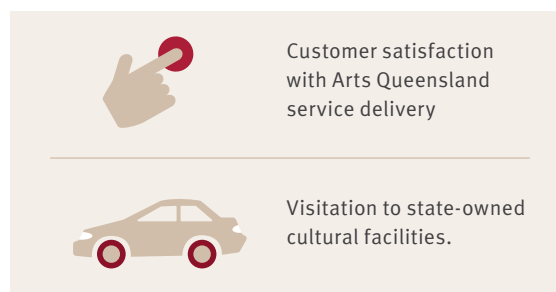 Customer satisfaction
with Arts Queensland
service delivery
Visitation to state-owned
cultural facilities.